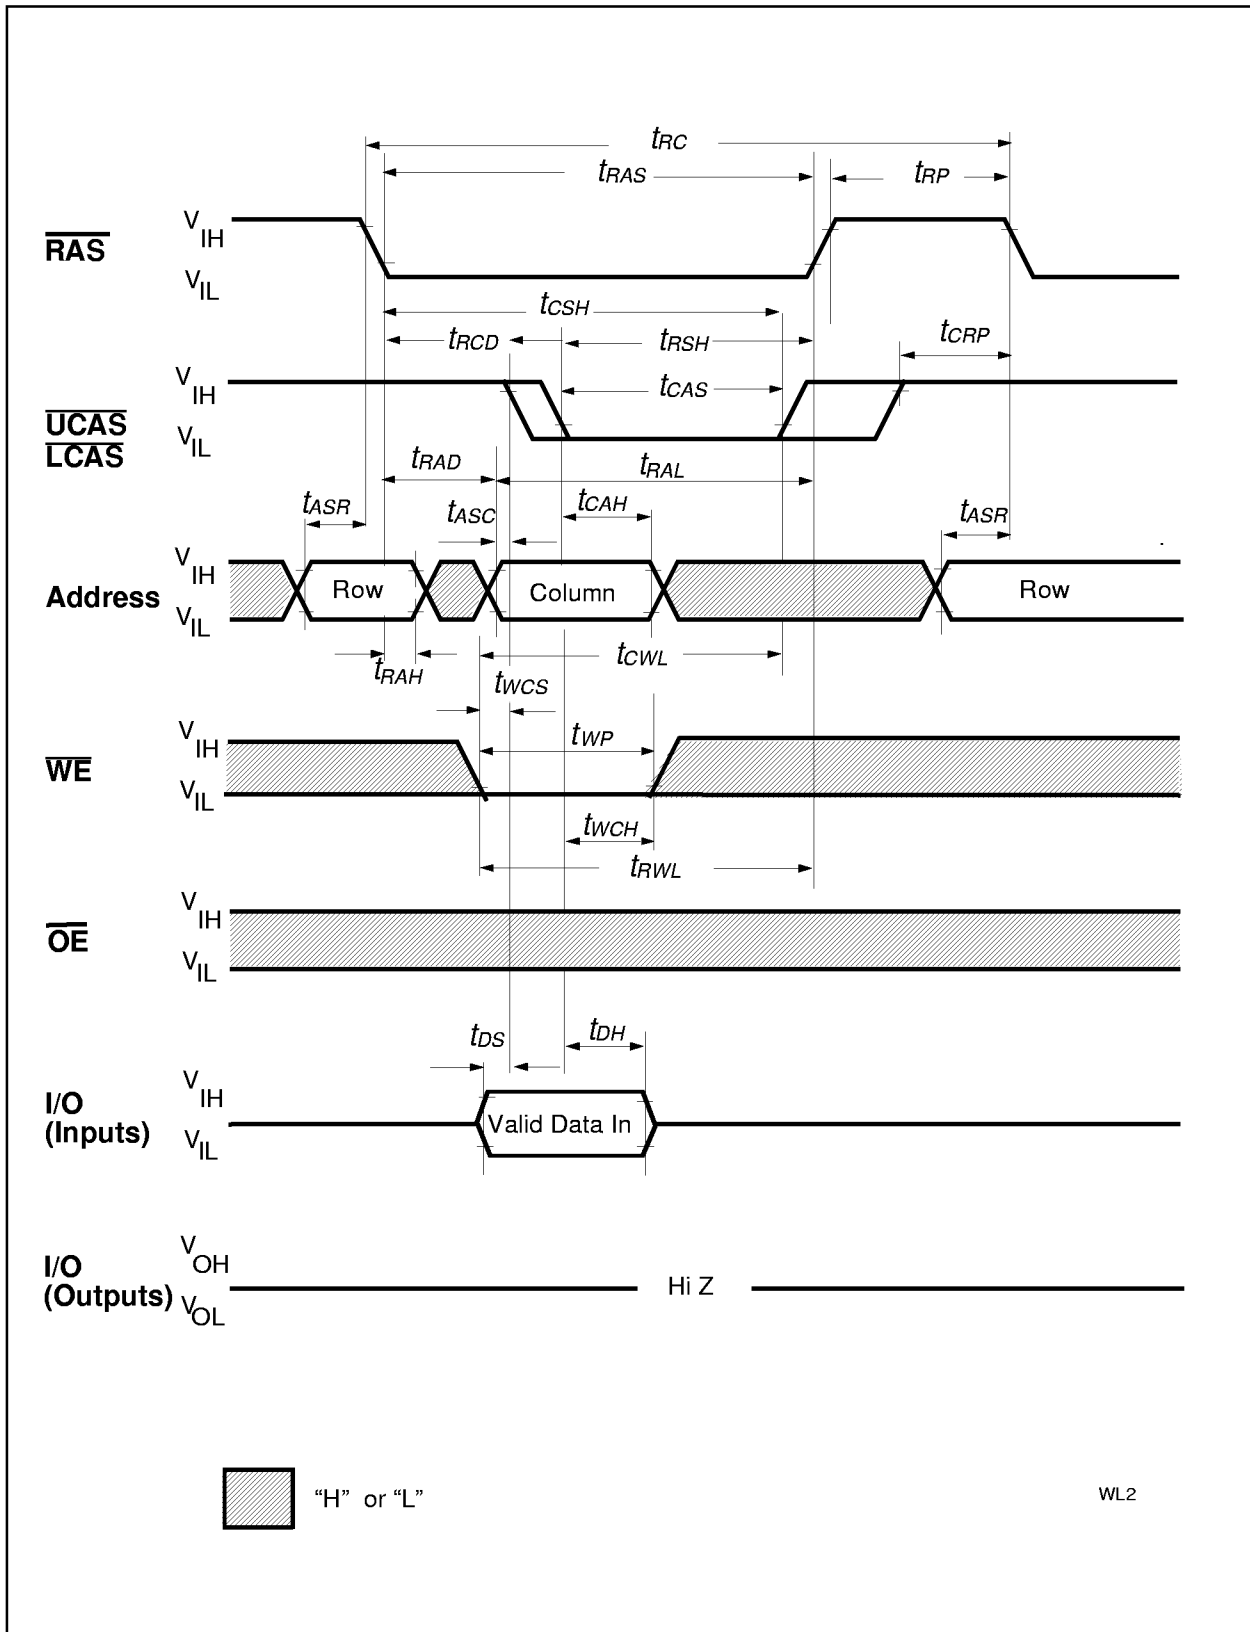 tRC
tRAS
tRP
RAS
VIH
VIL
tCSH
tRCD
tRSH
tCRP
tCAS
UCAS
LCAS
VIH
VIL
tRAD
tRAL
tASR
tASC
tCAH
tASR
Address
VIH
VIL
Row
Column
Row
tRAH
tCWL
tWCS
WE
VIH
VIL
tWP
tWCH
tRWL
OE
VIH
VIL
tDS
tDH
I/O
(Inputs)
VIH
VIL
Valid Data In
I/O
(Outputs)
VOH
VOL
Hi Z
“H” or “L”
WL2